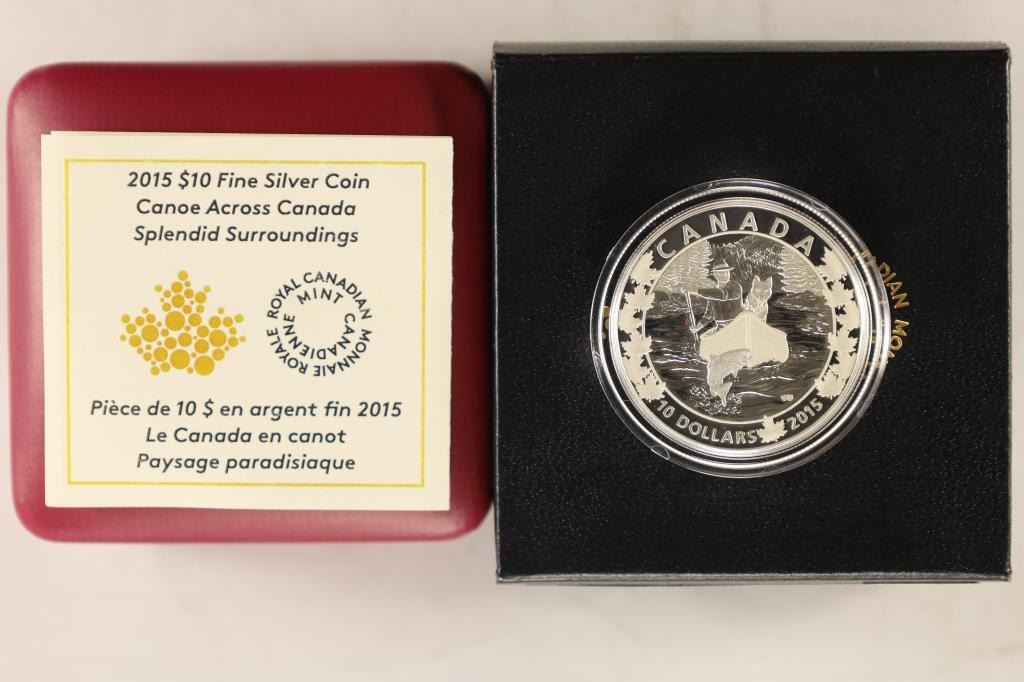 2015 $10 Fine Silver Coin
Canoe Across Canada
Splendid Surroundings
ROYAL CANADIAN MINT
MONNAIE ROYALE CANADIENNE
Pièce de 10 $ en argent fin 2015
Le Canada en canot
Paysage paradisiaque
CANADA
10 DOLLARS 2015